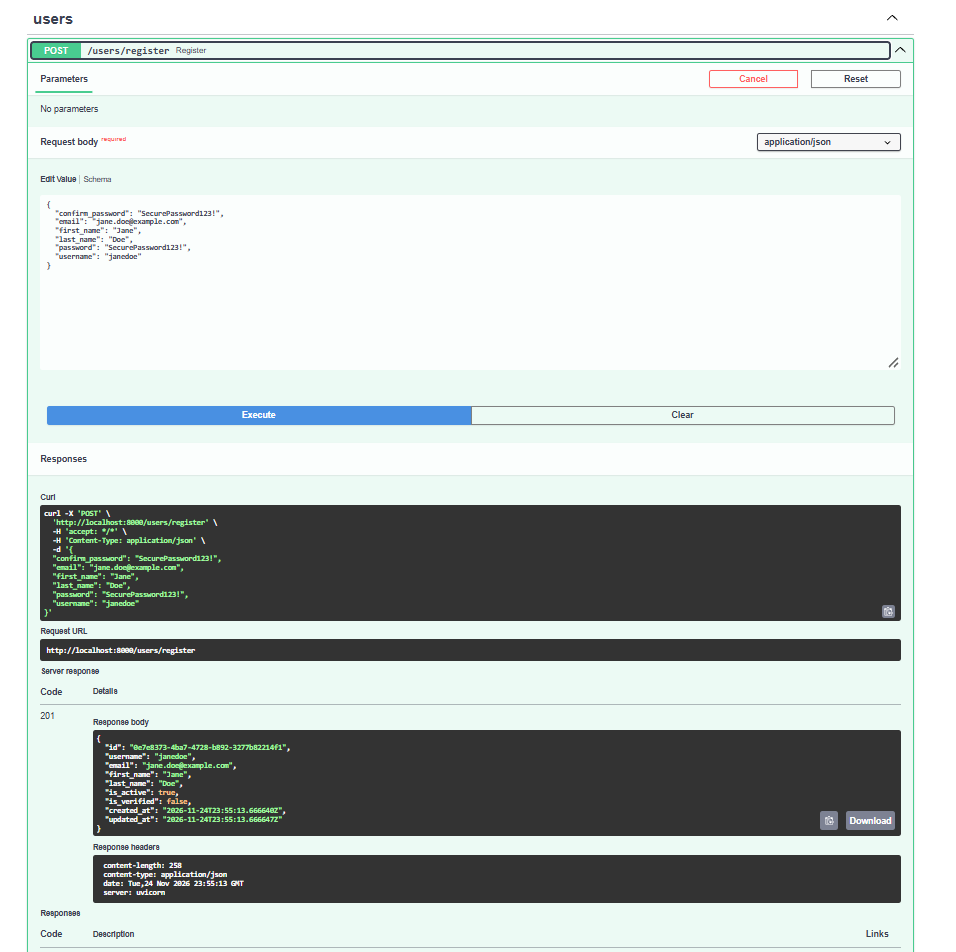 users
POST /users/register Register
Parameters
Cancel
Reset
No parameters
Request body required
application/json
Edit Value | Schema
{
"confirm_password": "SecurePassword123!",
"email": "jane.doe@example.com",
"first_name": "Jane",
"last_name": "Doe",
"password": "SecurePassword123!",
"username": "janedoe"
}
Execute
Clear
Responses
Curl
curl -X 'POST' \
'http://localhost:8000/users/register' \
-H 'accept: */*' \
-H 'Content-Type: application/json' \
-d '{
"confirm_password": "SecurePassword123!",
"email": "jane.doe@example.com",
"first_name": "Jane",
"last_name": "Doe",
"password": "SecurePassword123!",
"username": "janedoe"
}'
Request URL
http://localhost:8000/users/register
Server response
Code Details
201
Response body
{
"id": "0e7e8373-4ba7-4728-b892-3277b82214f1",
"username": "janedoe",
"email": "jane.doe@example.com",
"first_name": "Jane",
"last_name": "Doe",
"is_active": true,
"is_verified": false,
"created_at": "2026-11-24T23:55:13.666640Z",
"updated_at": "2026-11-24T23:55:13.666647Z"
}
Download
Response headers
content-length: 258
content-type: application/json
date: Tue,24 Nov 2026 23:55:13 GMT
server: uvicorn
Responses
Code Description Links